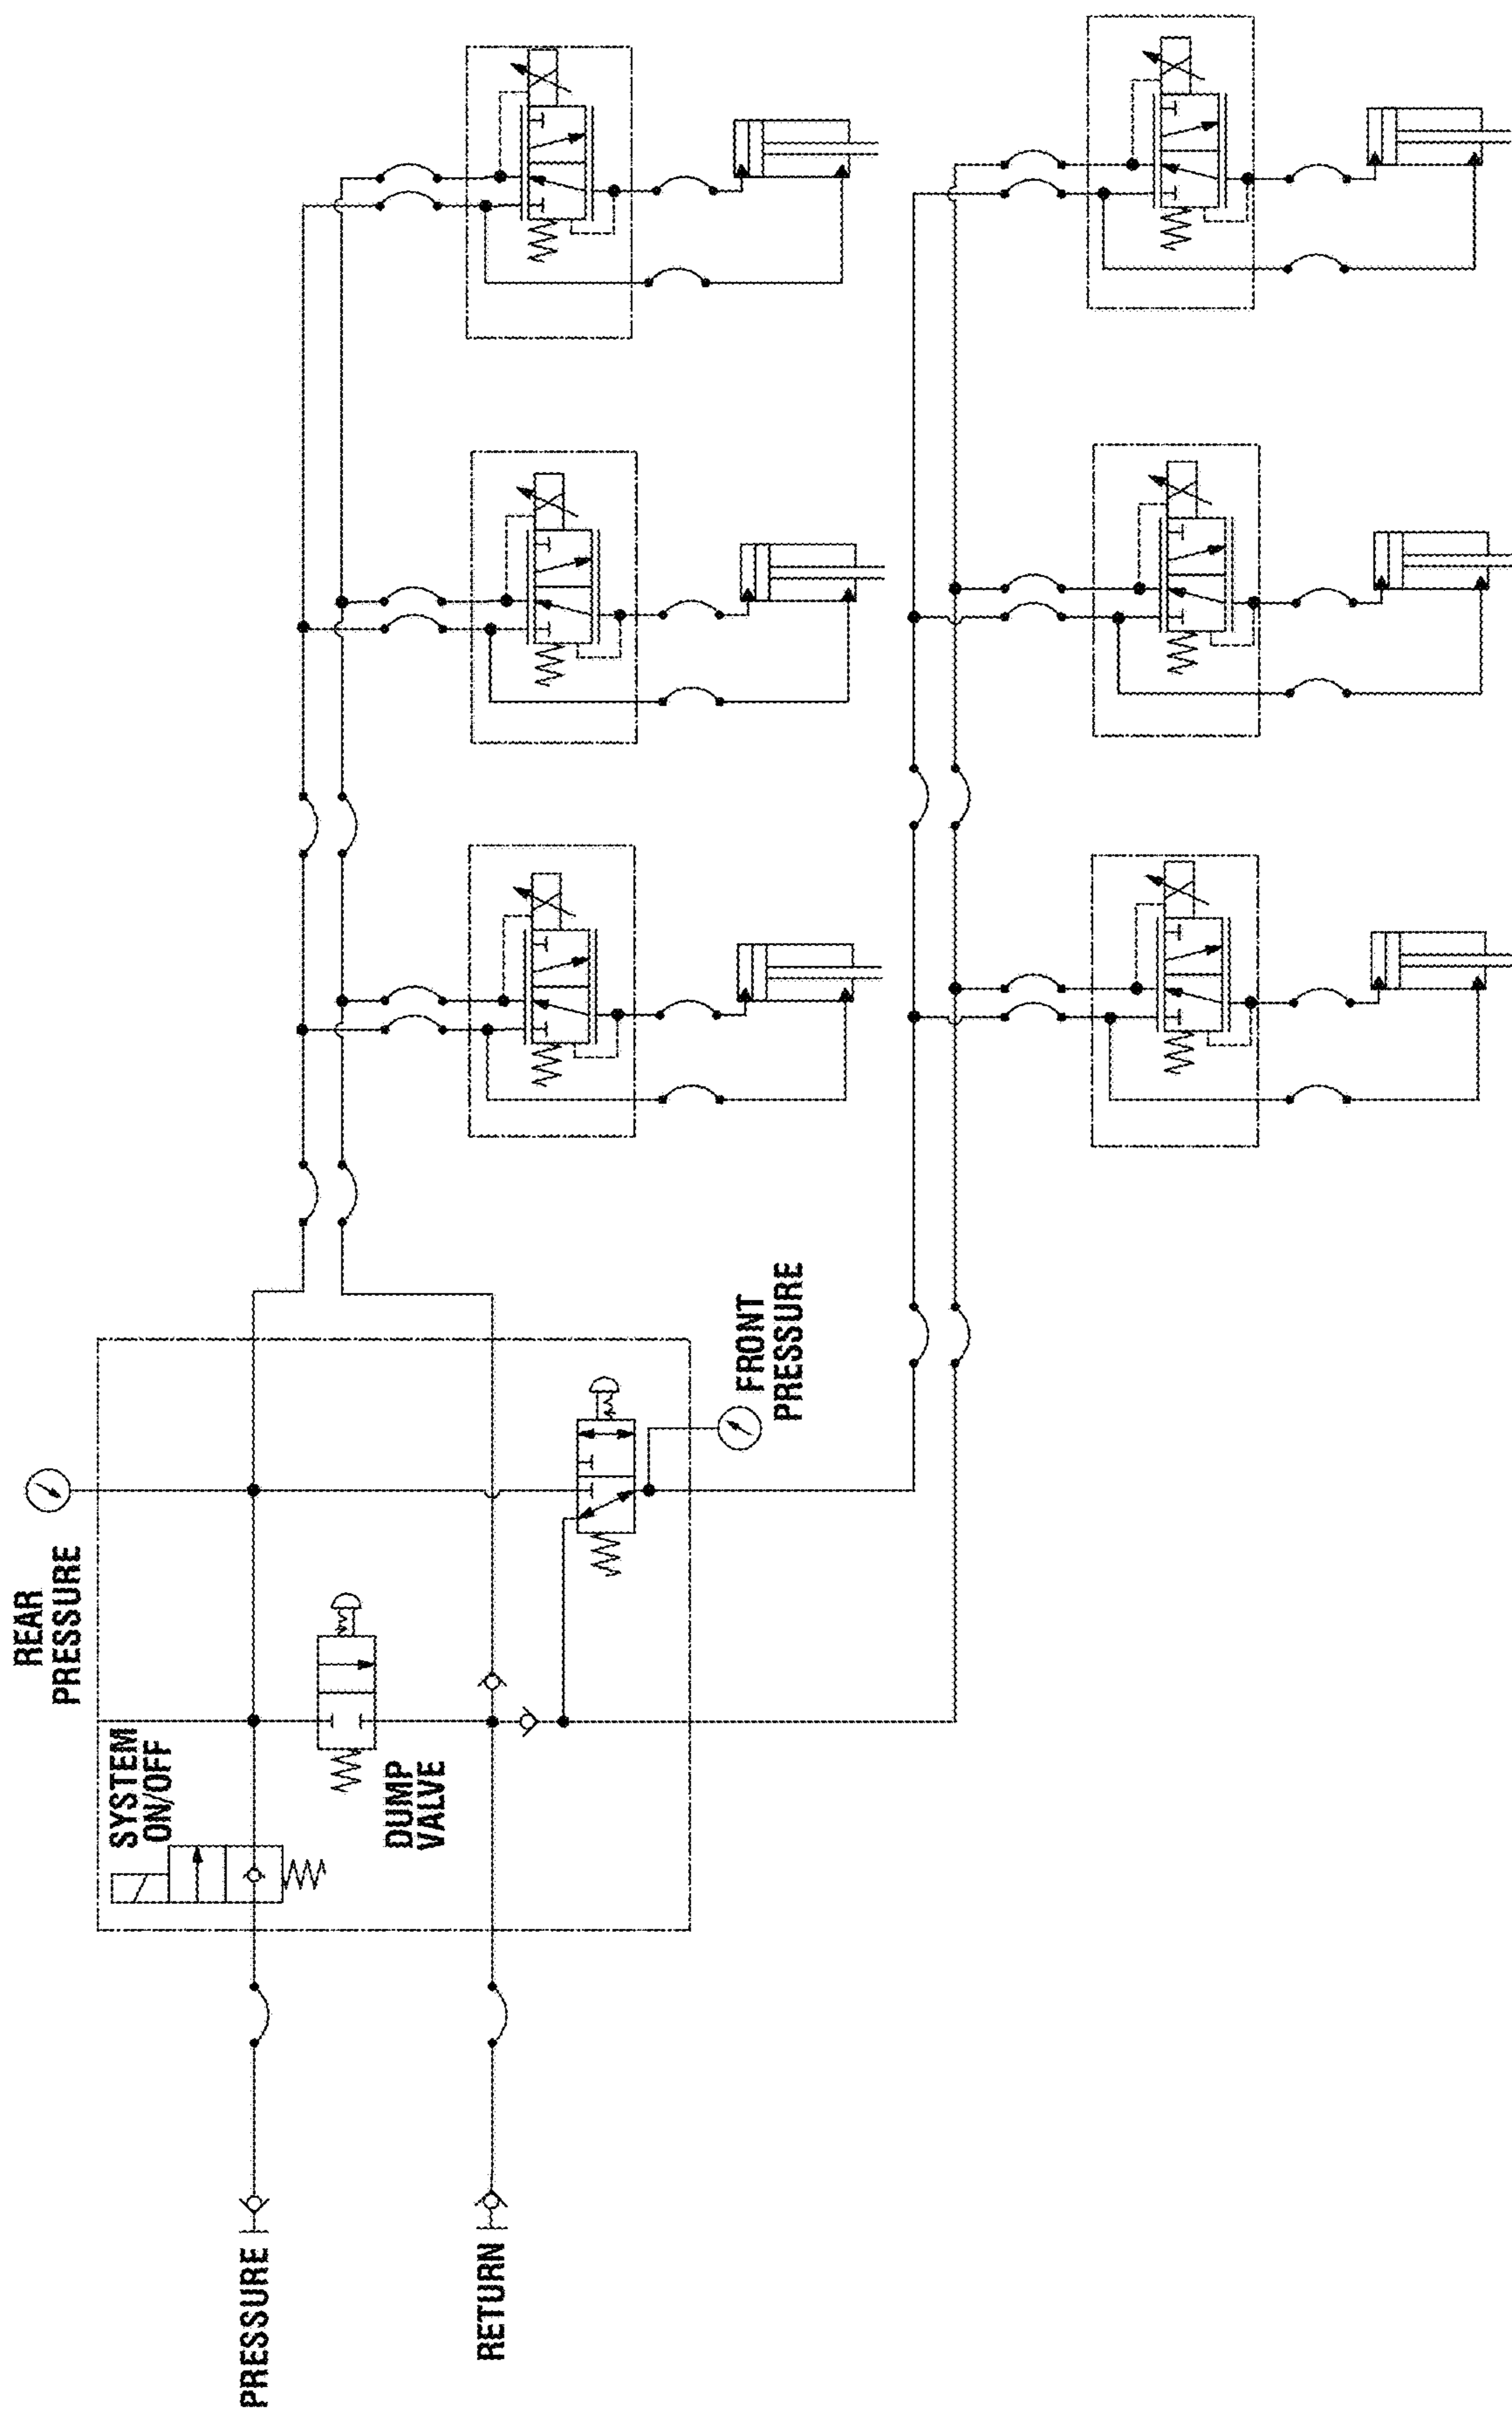 REAR
PRESSURE
SYSTEM
ON/OFF
DUMP
VALVE
FRONT
PRESSURE
PRESSURE
RETURN